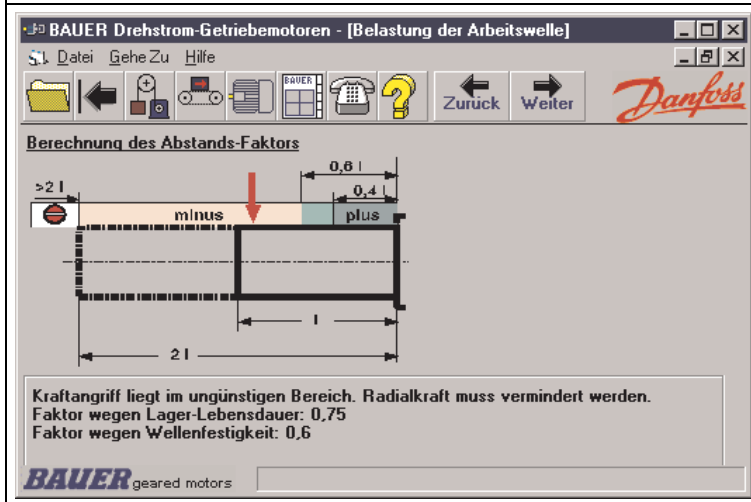 BAUER Drehstrom-Getriebemotoren - [Belastung der Arbeitswelle]
Datei GeheZu Hilfe
BAUER
Zurück Weiter
Danfoss
Berechnung des Abstands-Faktors
>2 l
0,6 l
0,4 l
minus plus
l
2 l
Kraftangriff liegt im ungünstigen Bereich. Radialkraft muss vermindert werden.
Faktor wegen Lager-Lebensdauer: 0,75
Faktor wegen Wellenfestigkeit: 0,6
BAUER geared motors